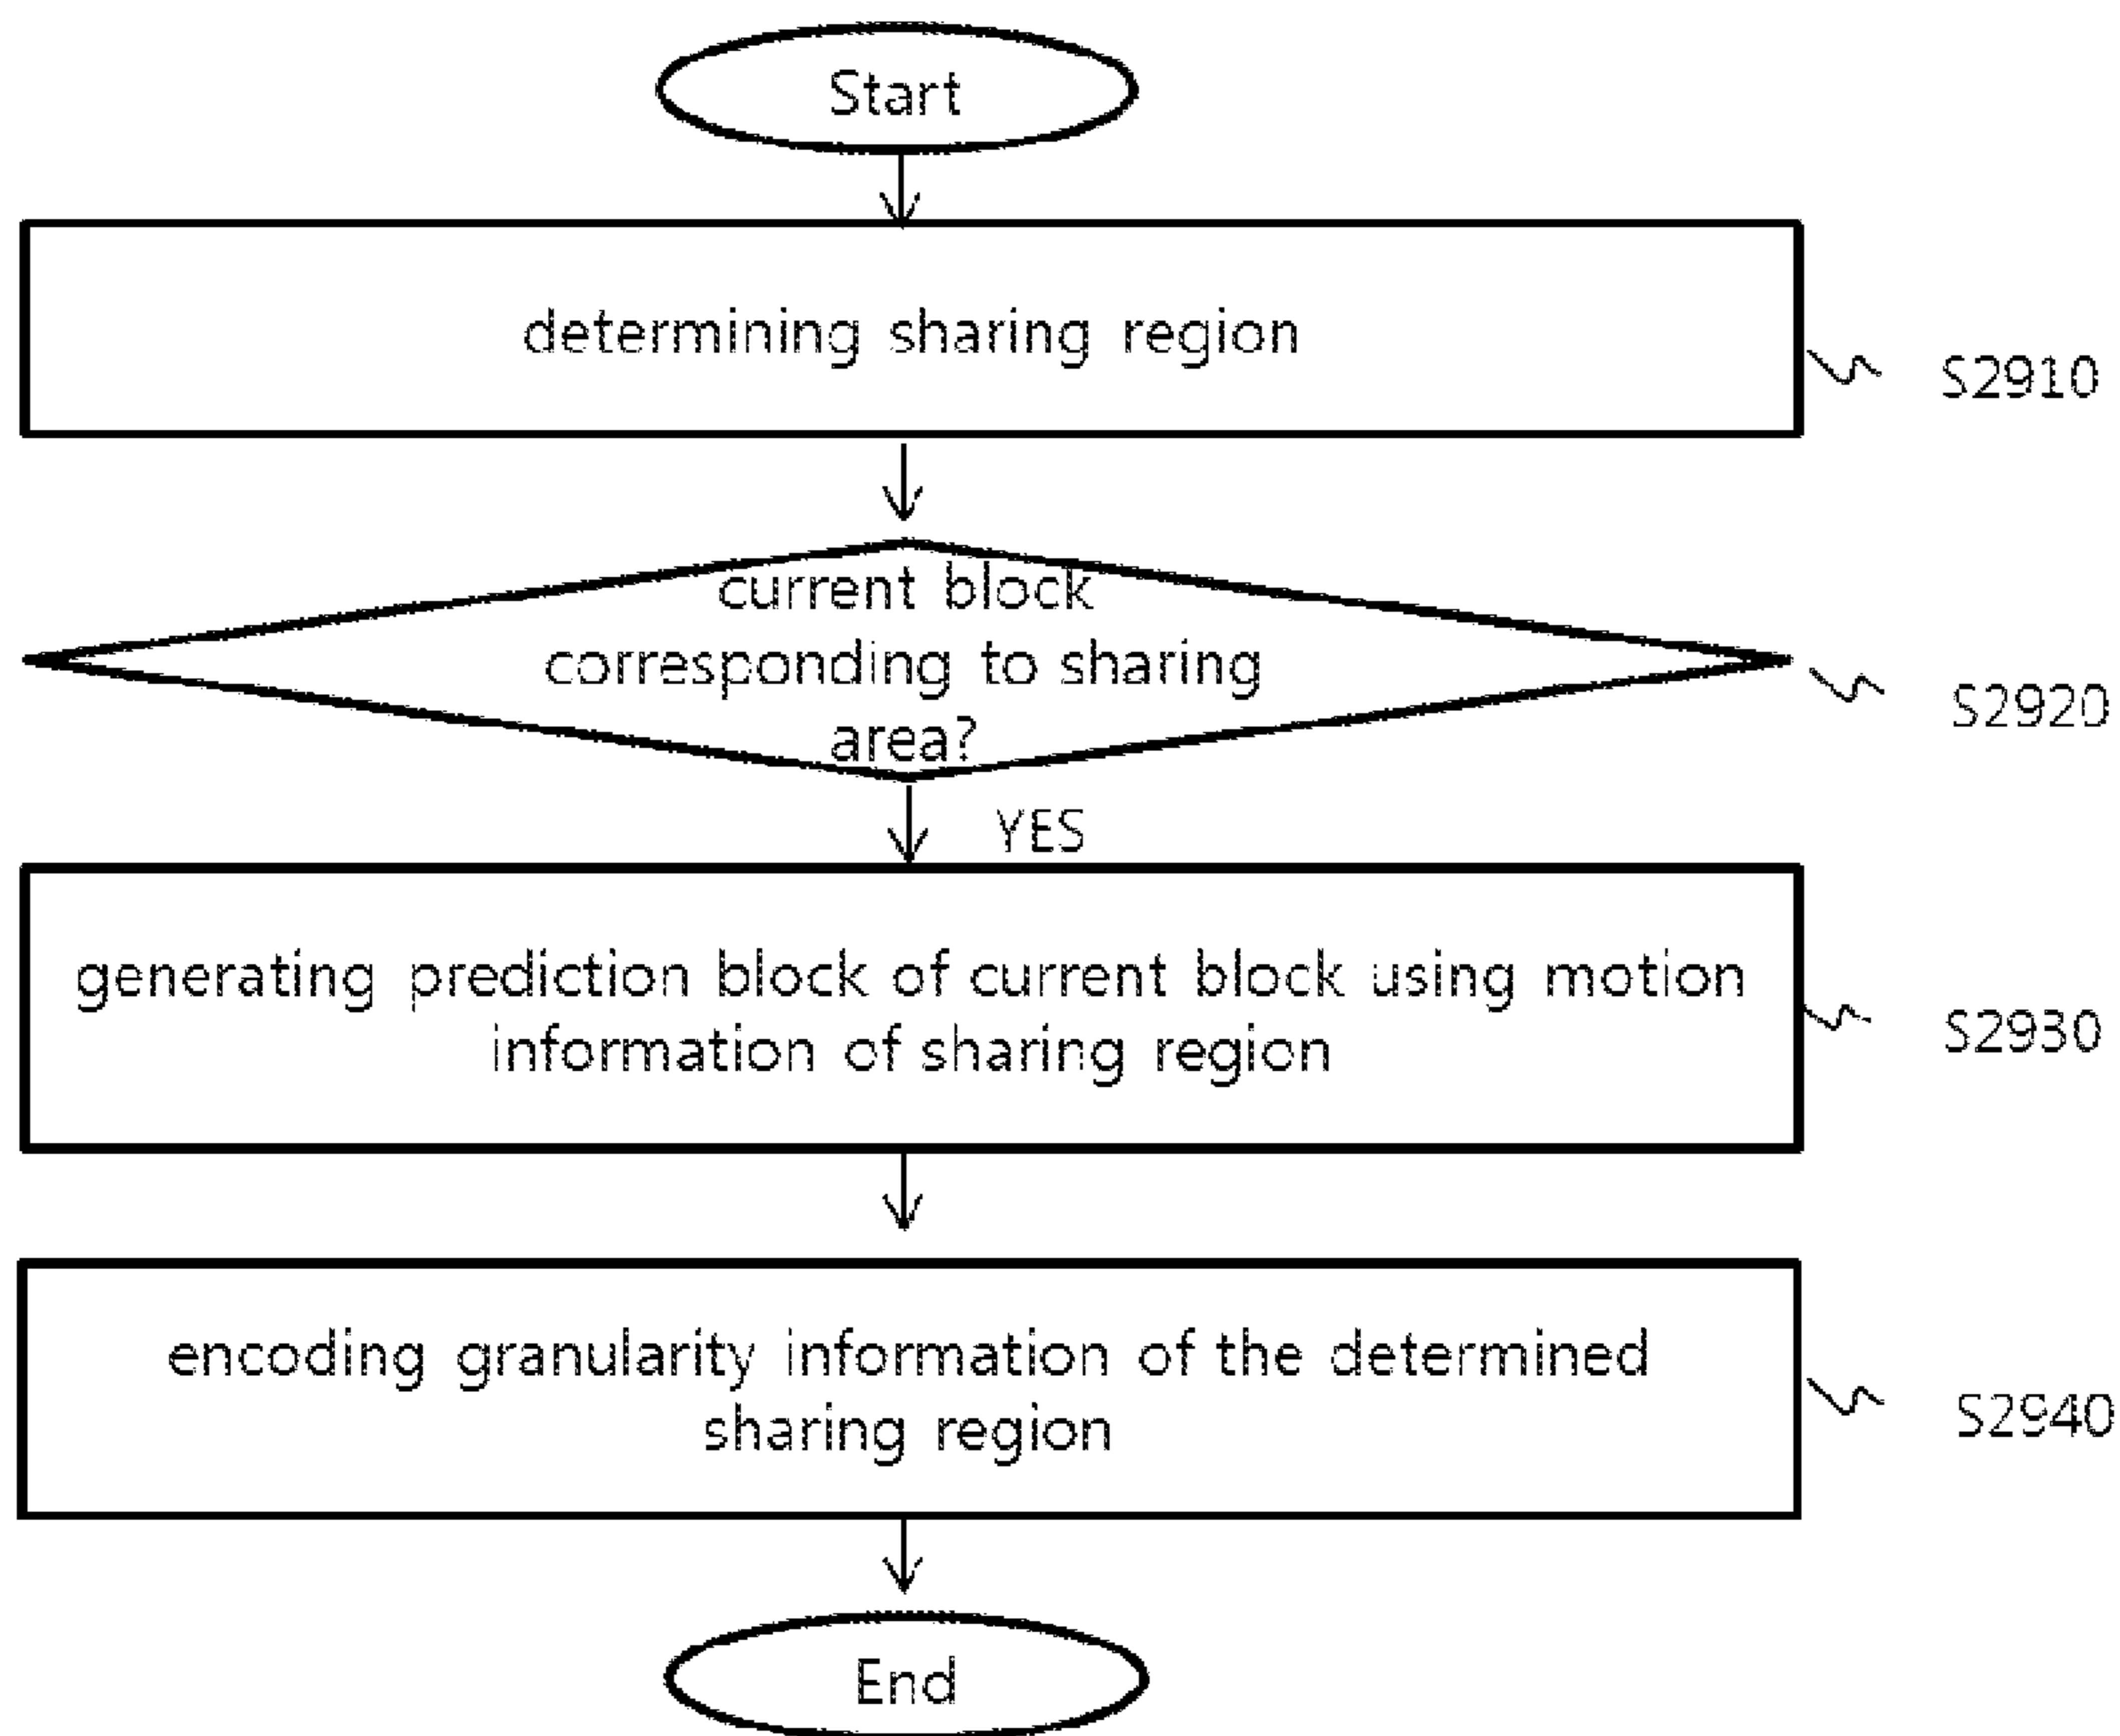 Start
determining sharing region
S2910
current block
corresponding to sharing
area?
S2920
YES
generating prediction block of current block using motion
information of sharing region
S2930
encoding granularity information of the determined
sharing region
S2940
End